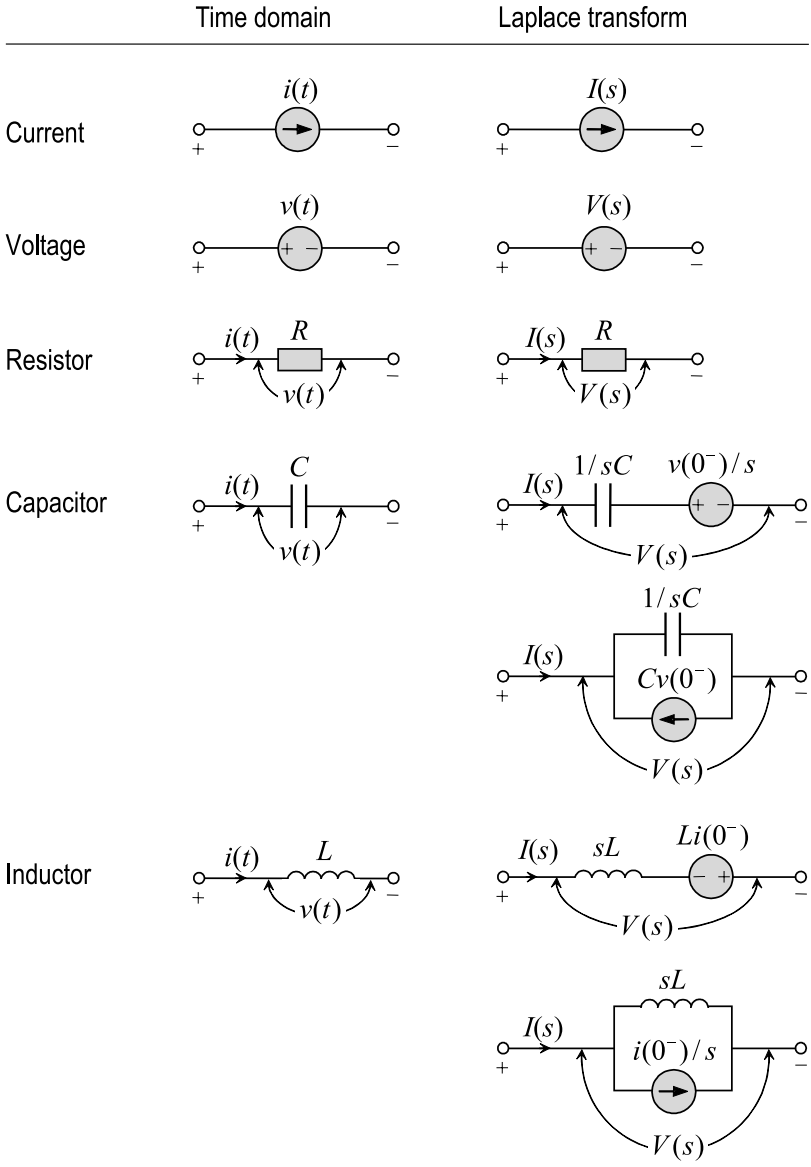 Time domain Laplace transform
i(t) I(s)
Current + − + −
v(t) V(s)
Voltage + + − − + + − −
Resistor + i(t) R − + I(s) R −
v(t) V(s)
Capacitor + i(t) C − + I(s) 1/sC v(0⁻)/s + − −
v(t) V(s)
1/sC
+ I(s) Cv(0⁻) −
V(s)
Inductor + i(t) L − + I(s) sL Li(0⁻) − + −
v(t) V(s)
sL
+ I(s) i(0⁻)/s −
V(s)